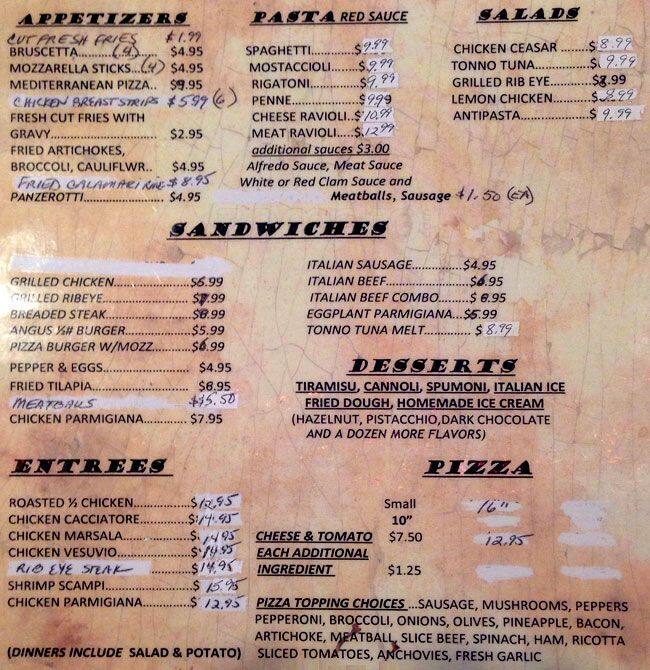 APPETIZERS
CUT FRESH FRIES $1.99
BRUSCETTA.....(4).. $4.95
MOZZARELLA STICKS...(4) $4.95
MEDITERRANEAN PIZZA.. $9.95
CHICKEN BREAST STRIPS $5.99 (6)
FRESH CUT FRIES WITH
GRAVY....................... $2.95
FRIED ARTICHOKES,
BROCCOLI, CAULIFLWR.. $4.95
FRIED CALAMARI RING $8.95
PANZEROTTI.................. $4.95
PASTA RED SAUCE
SPAGHETTI..........$9.99
MOSTACCIOLI......$9.99
RIGATONI...........$9.99
PENNE...............$9.99
CHEESE RAVIOLI..$10.99
MEAT RAVIOLI....$12.99
additional sauces $3.00
Alfredo Sauce, Meat Sauce
White or Red Clam Sauce and
Meatballs, Sausage $1.50 (EA)
SALADS
CHICKEN CEASAR ......$8.99
TONNO TUNA............$9.99
GRILLED RIB EYE.........$8.99
LEMON CHICKEN........$8.99
ANTIPASTA...............$9.99
SANDWICHES
GRILLED CHICKEN..................$6.99
GRILLED RIBEYE....................$7.99
BREADED STEAK....................$6.99
ANGUS ½# BURGER..............$5.99
PIZZA BURGER W/MOZZ.......$6.99
PEPPER & EGGS....................$4.95
FRIED TILAPIA......................$6.95
MEATBALLS $5.50
CHICKEN PARMIGIANA.........$7.95
ITALIAN SAUSAGE..............$4.95
ITALIAN BEEF....................$6.95
ITALIAN BEEF COMBO........$6.95
EGGPLANT PARMIGIANA...$5.99
TONNO TUNA MELT............$8.99
DESSERTS
TIRAMISU, CANNOLI, SPUMONI, ITALIAN ICE
FRIED DOUGH, HOMEMADE ICE CREAM
(HAZELNUT, PISTACCHIO,DARK CHOCOLATE
AND A DOZEN MORE FLAVORS)
ENTREES
ROASTED ½ CHICKEN.............$12.95
CHICKEN CACCIATORE............$14.95
CHICKEN MARSALA................$14.95
CHICKEN VESUVIO.................$14.95
RIB EYE STEAK $14.95
SHRIMP SCAMPI....................$15.95
CHICKEN PARMIGIANA..........$12.95
(DINNERS INCLUDE SALAD & POTATO)
PIZZA
Small 16"
10"
CHEESE & TOMATO $7.50 12.95
EACH ADDITIONAL
INGREDIENT $1.25
PIZZA TOPPING CHOICES ...SAUSAGE, MUSHROOMS, PEPPERS
PEPPERONI, BROCCOLI, ONIONS, OLIVES, PINEAPPLE, BACON,
ARTICHOKE, MEATBALL, SLICE BEEF, SPINACH, HAM, RICOTTA
SLICED TOMATOES, ANCHOVIES, FRESH GARLIC